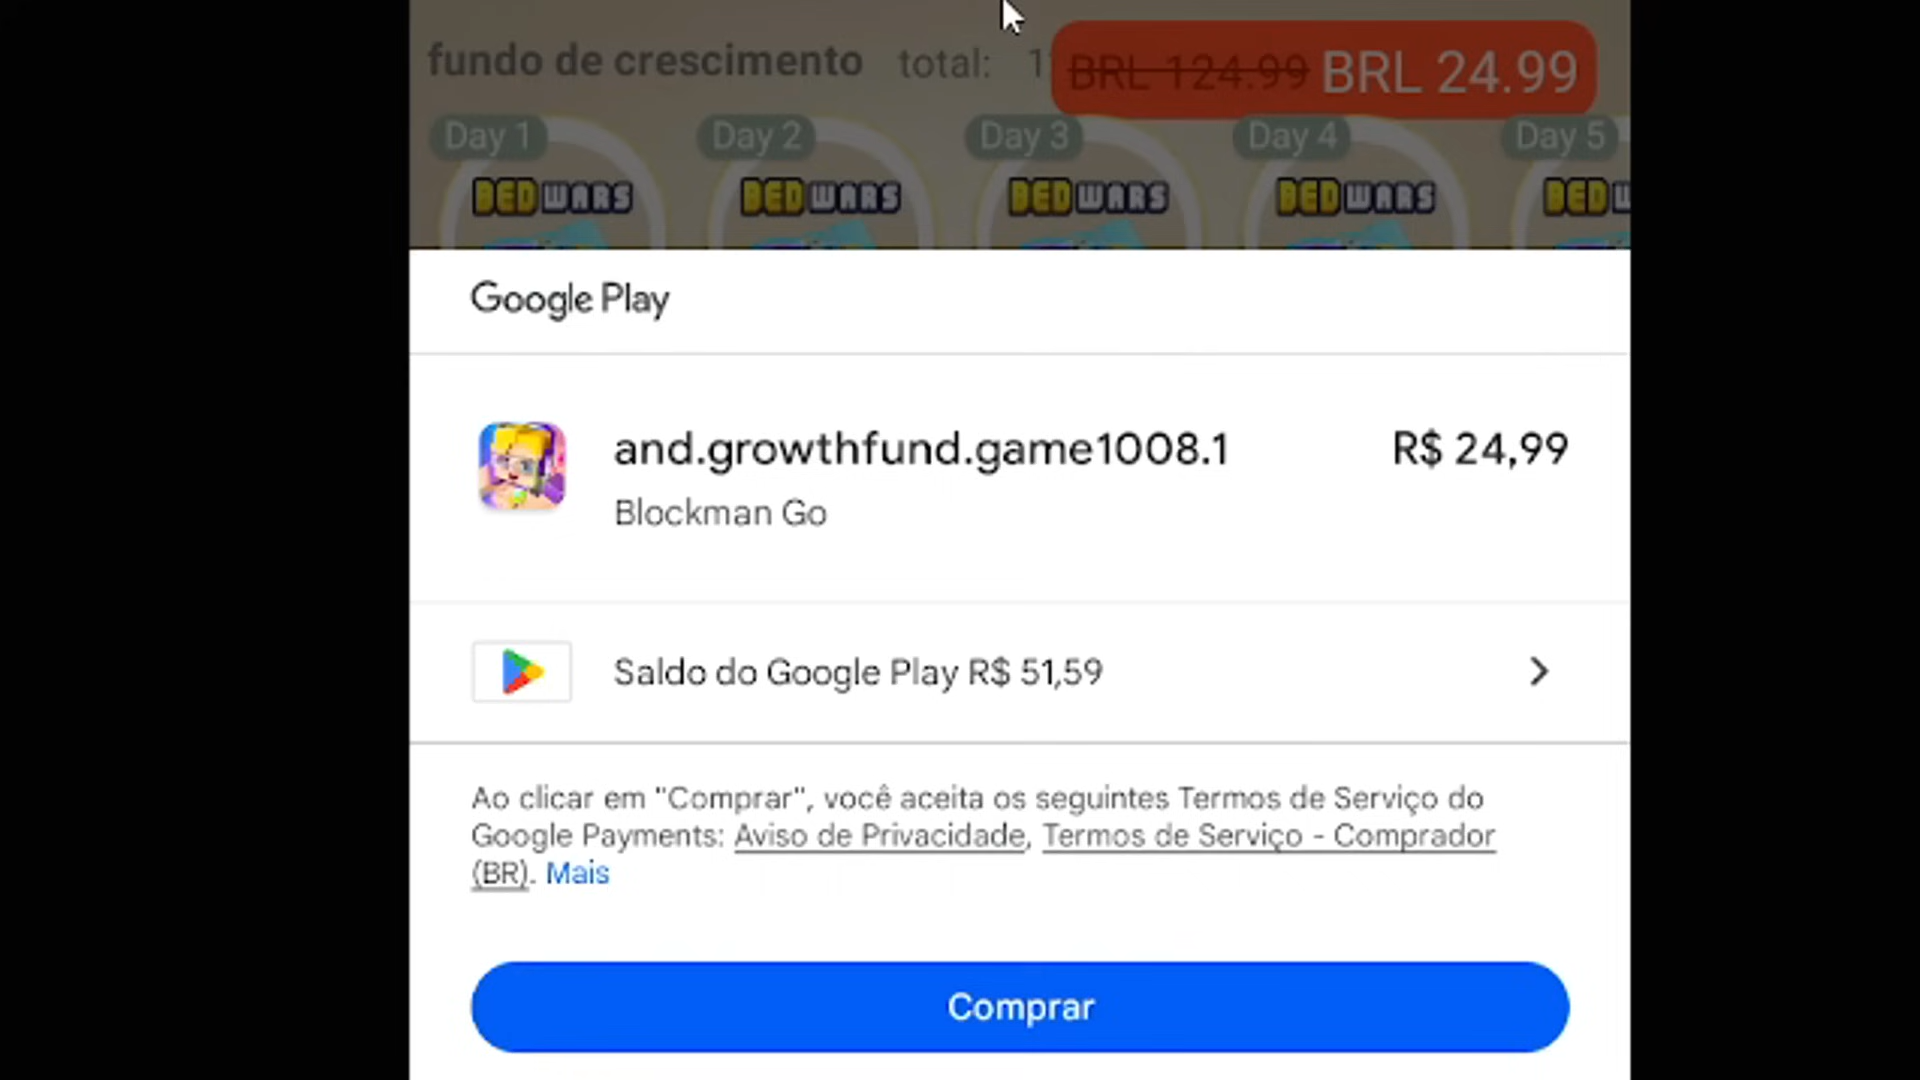 fundo de crescimento total: BRL 124.99 BRL 24.99
Day 1 Day 2 Day 3 Day 4 Day 5
BEDWARS BEDWARS BEDWARS BEDWARS BED
Google Play
and.growthfund.game1008.1 R$ 24,99
Blockman Go
Saldo do Google Play R$ 51,59
Ao clicar em "Comprar", você aceita os seguintes Termos de Serviço do
Google Payments: Aviso de Privacidade, Termos de Serviço - Comprador
(BR). Mais
Comprar